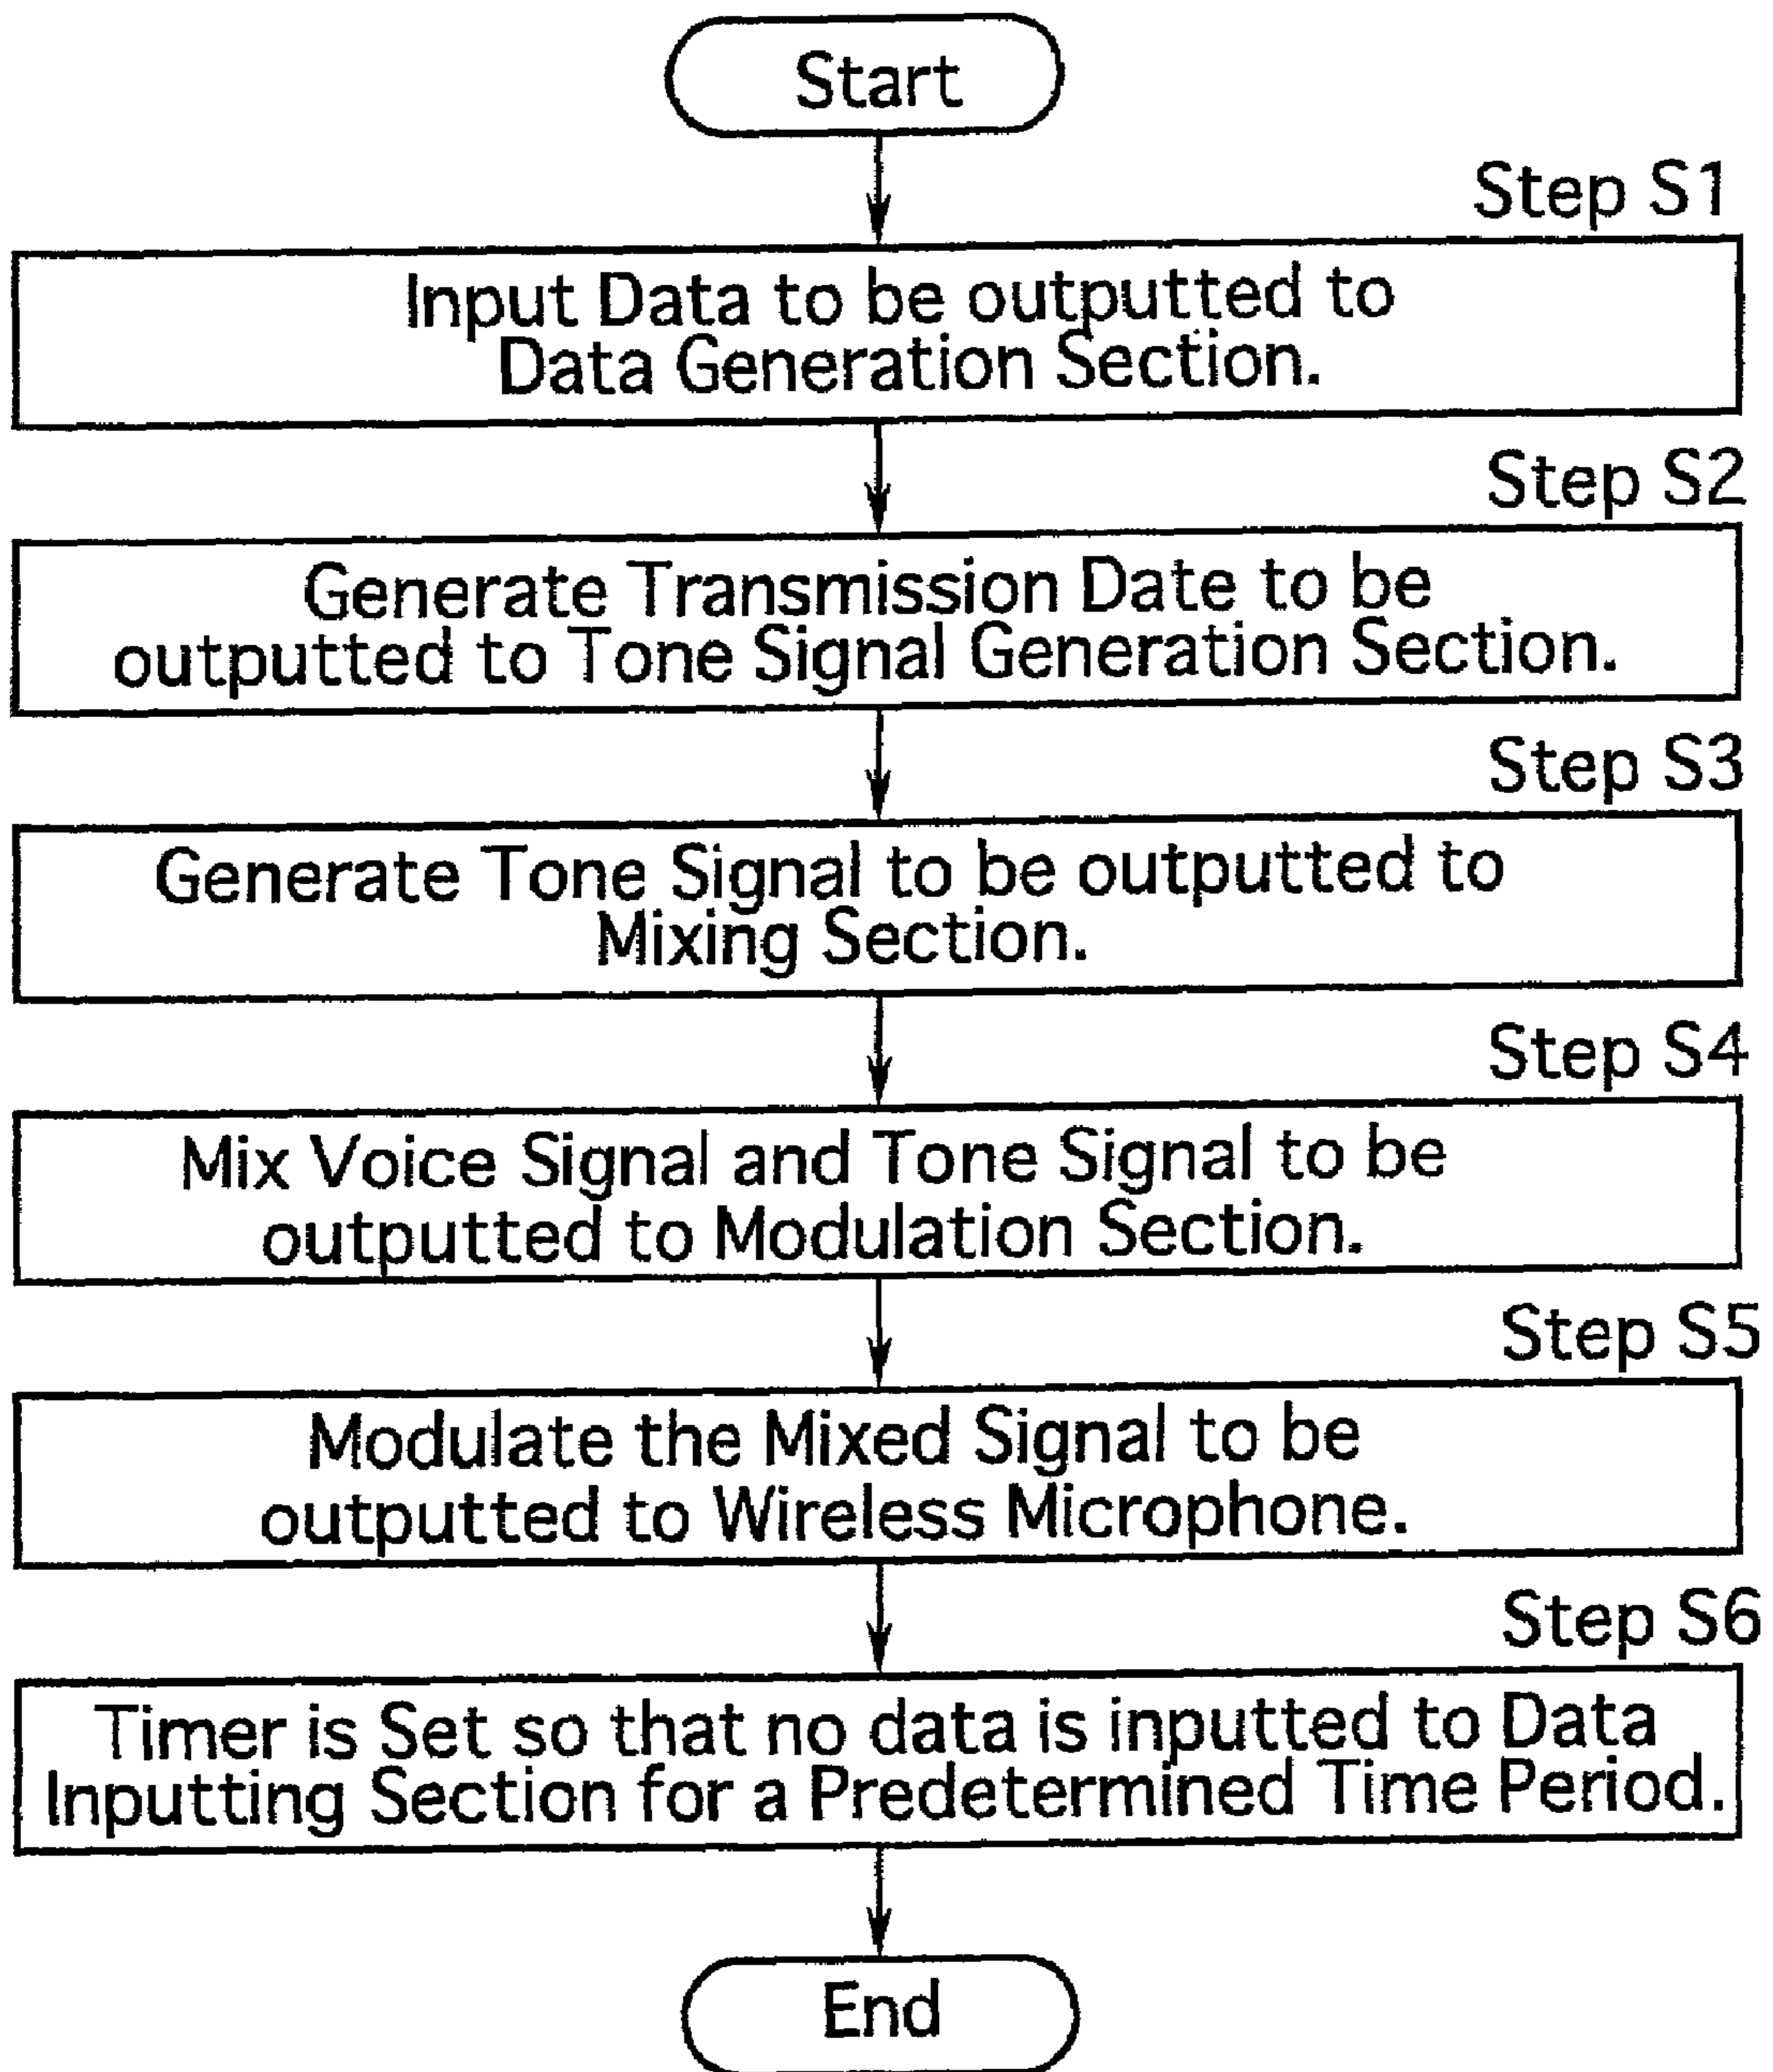 Start
Step S1
Input Data to be outputted to
Data Generation Section.
Step S2
Generate Transmission Date to be
outputted to Tone Signal Generation Section.
Step S3
Generate Tone Signal to be outputted to
Mixing Section.
Step S4
Mix Voice Signal and Tone Signal to be
outputted to Modulation Section.
Step S5
Modulate the Mixed Signal to be
outputted to Wireless Microphone.
Step S6
Timer is Set so that no data is inputted to Data
Inputting Section for a Predetermined Time Period.
End